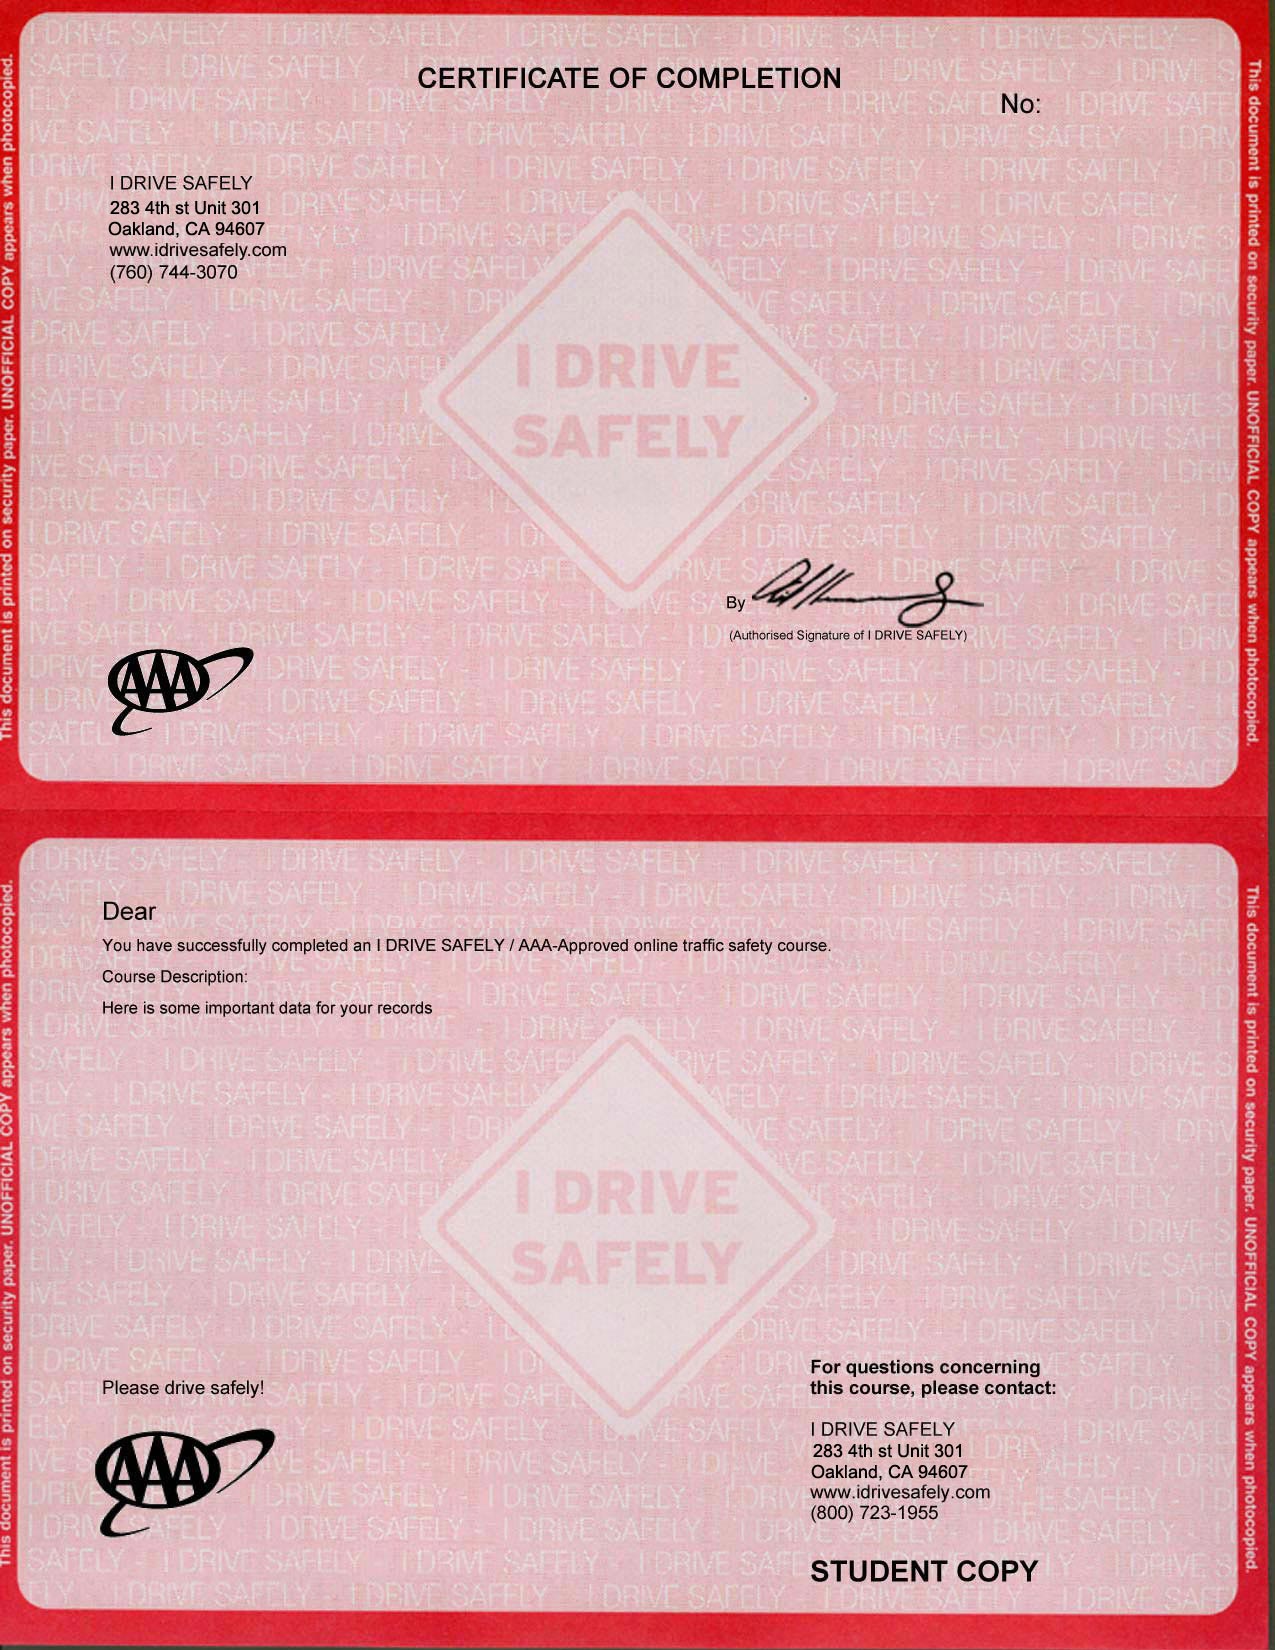 CERTIFICATE OF COMPLETION
No:
I DRIVE SAFELY
283 4th st Unit 301
Oakland, CA 94607
www.idrivesafely.com
(760) 744-3070
I DRIVE
SAFELY
By
(Authorised Signature of I DRIVE SAFELY)
AAA
This document is printed on security paper. UNOFFICIAL COPY appears when photocopied.
This document is printed on security paper. UNOFFICIAL COPY appears when photocopied.
Dear
You have successfully completed an I DRIVE SAFELY / AAA-Approved online traffic safety course.
Course Description:
Here is some important data for your records
I DRIVE
SAFELY
Please drive safely!
AAA
For questions concerning
this course, please contact:
I DRIVE SAFELY
283 4th st Unit 301
Oakland, CA 94607
www.idrivesafely.com
(800) 723-1955
STUDENT COPY
This document is printed on security paper. UNOFFICIAL COPY appears when photocopied.
This document is printed on security paper. UNOFFICIAL COPY appears when photocopied.